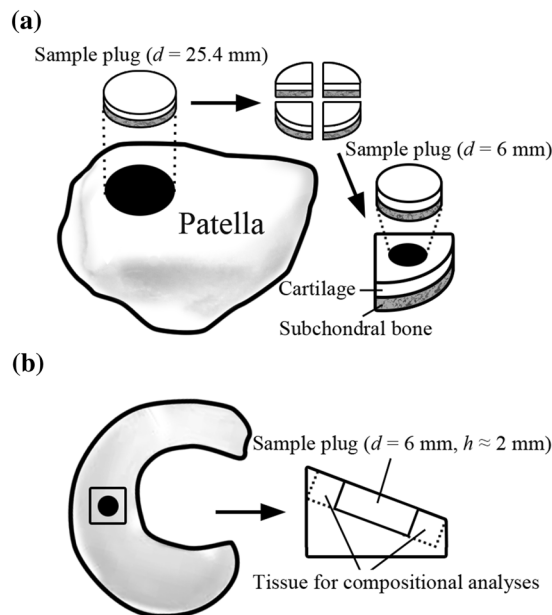 (a)
Sample plug (d = 25.4 mm)
Sample plug (d = 6 mm)
Patella
Cartilage
Subchondral bone
(b)
Sample plug (d = 6 mm, h ≈ 2 mm)
Tissue for compositional analyses